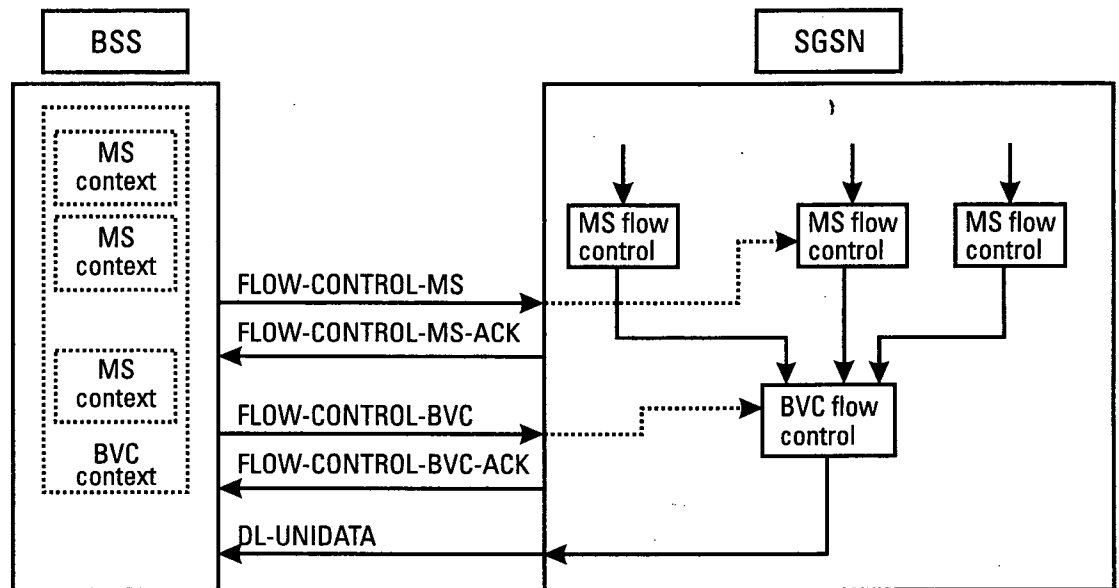 BSS
SGSN
MS
context
MS
context
MS
context
BVC
context
FLOW-CONTROL-MS
FLOW-CONTROL-MS-ACK
FLOW-CONTROL-BVC
FLOW-CONTROL-BVC-ACK
DL-UNIDATA
MS flow
control
MS flow
control
MS flow
control
BVC flow
control